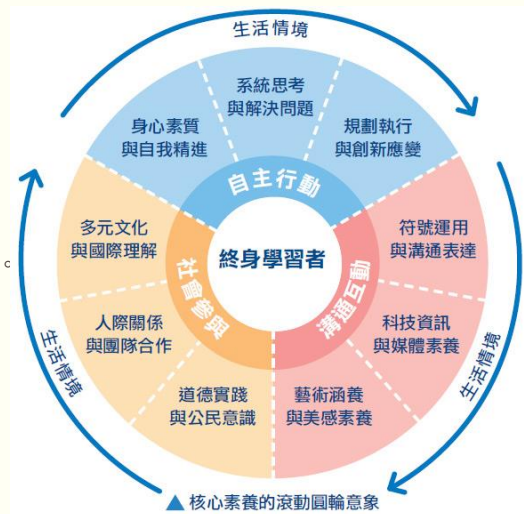 生活情境
系統思考
與解決問題
身心素質
與自我精進
規劃執行
與創新應變
自主行動
多元文化
與國際理解
符號運用
與溝通表達
終身學習者
社會參與
溝通互動
人際關係
與團隊合作
科技資訊
與媒體素養
生活情境
生活情境
道德實踐
與公民意識
藝術涵養
與美感素養
▲ 核心素養的滾動圓輪意象